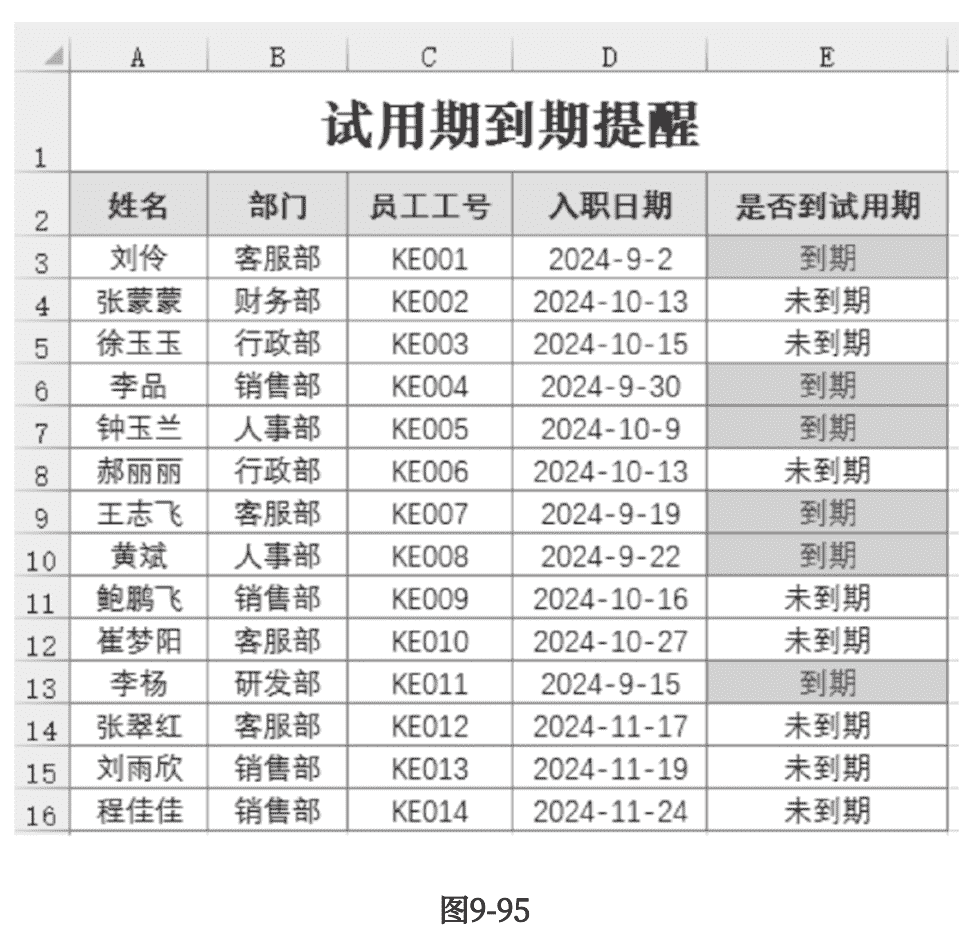 A B C D E
1 试用期到期提醒
2 姓名 部门 员工工号 入职日期 是否到试用期
3 刘伶 客服部 KE001 2024-9-2 到期
4 张蒙蒙 财务部 KE002 2024-10-13 未到期
5 徐玉玉 行政部 KE003 2024-10-15 未到期
6 李品 销售部 KE004 2024-9-30 到期
7 钟玉兰 人事部 KE005 2024-10-9 到期
8 郝丽丽 行政部 KE006 2024-10-13 未到期
9 王志飞 客服部 KE007 2024-9-19 到期
10 黄斌 人事部 KE008 2024-9-22 到期
11 鲍鹏飞 销售部 KE009 2024-10-16 未到期
12 崔梦阳 客服部 KE010 2024-10-27 未到期
13 李杨 研发部 KE011 2024-9-15 到期
14 张翠红 客服部 KE012 2024-11-17 未到期
15 刘雨欣 销售部 KE013 2024-11-19 未到期
16 程佳佳 销售部 KE014 2024-11-24 未到期
图9-95